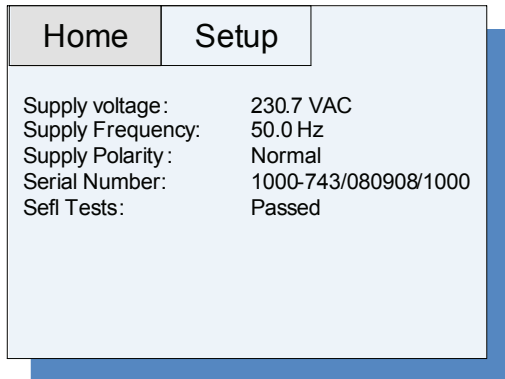 Home Setup
Supply voltage: 230.7 VAC
Supply Frequency: 50.0 Hz
Supply Polarity: Normal
Serial Number: 1000-743/080908/1000
Sefl Tests: Passed